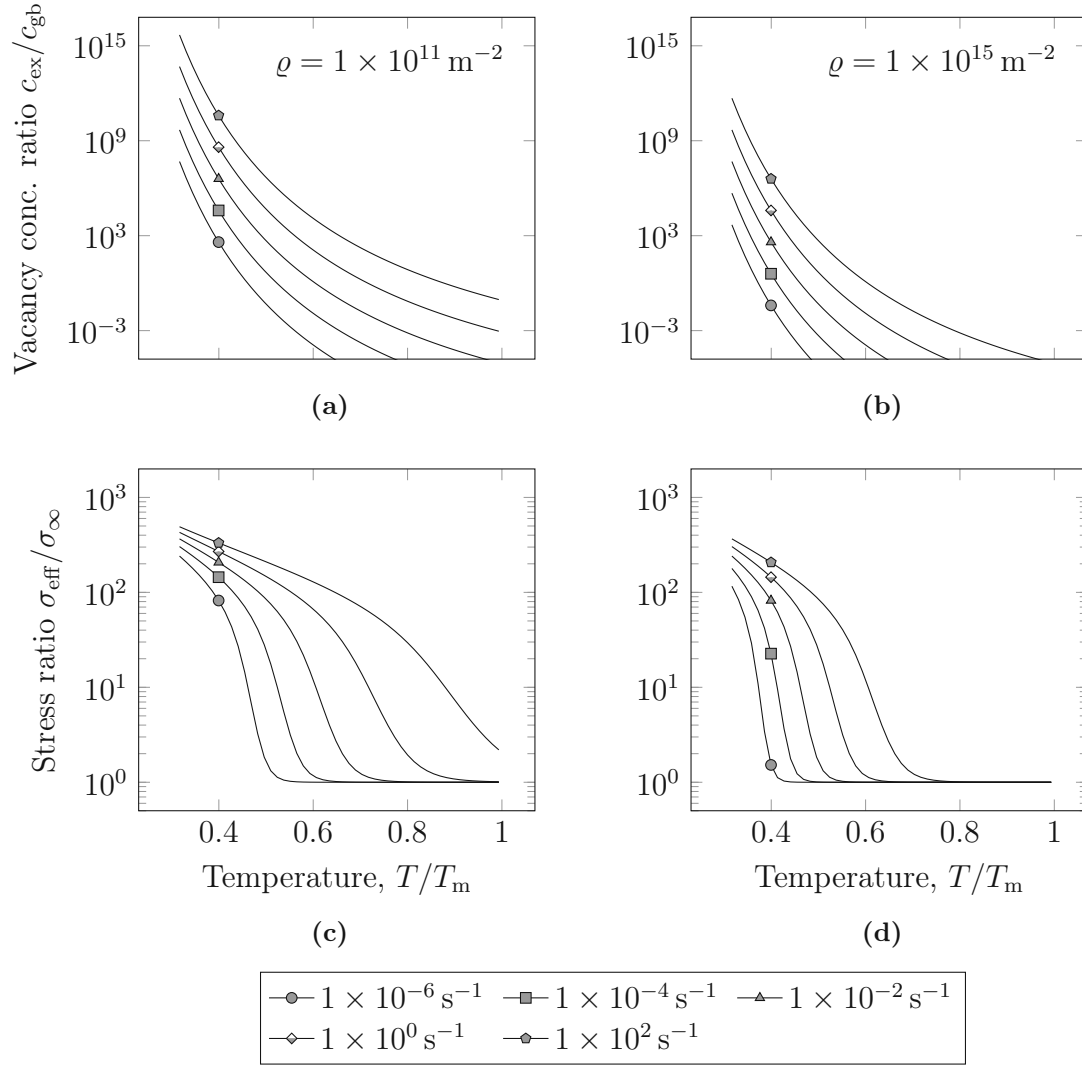 Vacancy conc. ratio c_ex/c_gb
10^15
10^9
10^3
10^−3
ϱ = 1 × 10^11 m^−2
(a)
10^15
10^9
10^3
10^−3
ϱ = 1 × 10^15 m^−2
(b)
Stress ratio σ_eff/σ_∞
10^3
10^2
10^1
10^0
0.4 0.6 0.8 1
Temperature, T/T_m
(c)
10^3
10^2
10^1
10^0
0.4 0.6 0.8 1
Temperature, T/T_m
(d)
1 × 10^−6 s^−1 1 × 10^−4 s^−1 1 × 10^−2 s^−1
1 × 10^0 s^−1 1 × 10^2 s^−1